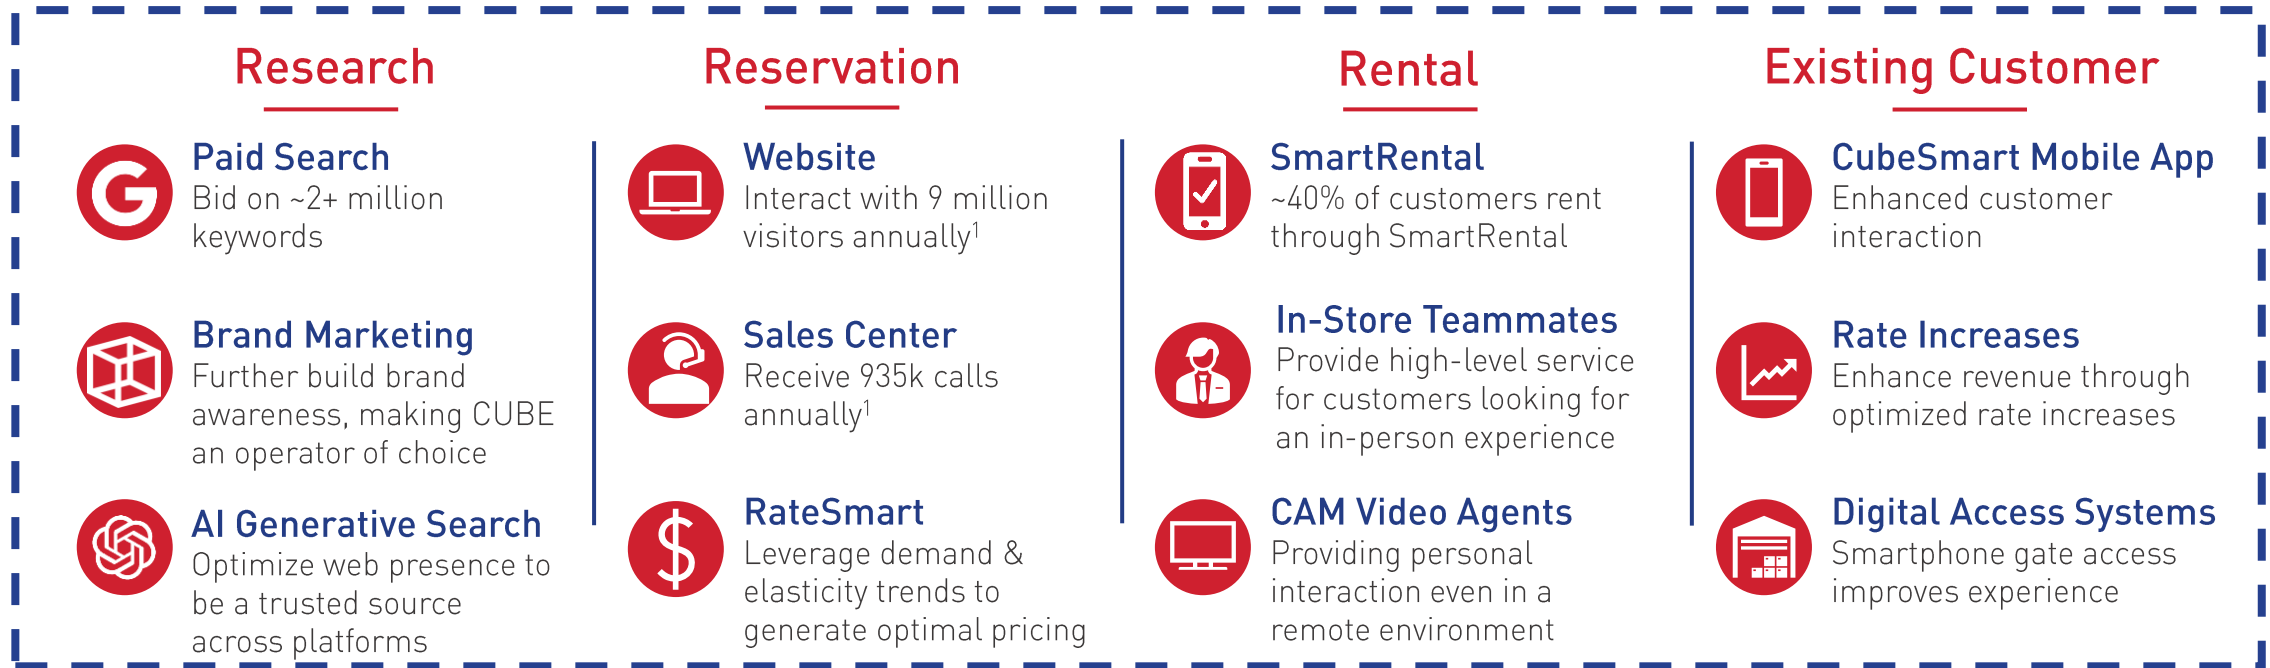 Research
Paid Search
Bid on ~2+ million
keywords
Brand Marketing
Further build brand
awareness, making CUBE
an operator of choice
AI Generative Search
Optimize web presence to
be a trusted source
across platforms
Reservation
Website
Interact with 9 million
visitors annually¹
Sales Center
Receive 935k calls
annually¹
RateSmart
Leverage demand &
elasticity trends to
generate optimal pricing
Rental
SmartRental
~40% of customers rent
through SmartRental
In-Store Teammates
Provide high-level service
for customers looking for
an in-person experience
CAM Video Agents
Providing personal
interaction even in a
remote environment
Existing Customer
CubeSmart Mobile App
Enhanced customer
interaction
Rate Increases
Enhance revenue through
optimized rate increases
Digital Access Systems
Smartphone gate access
improves experience